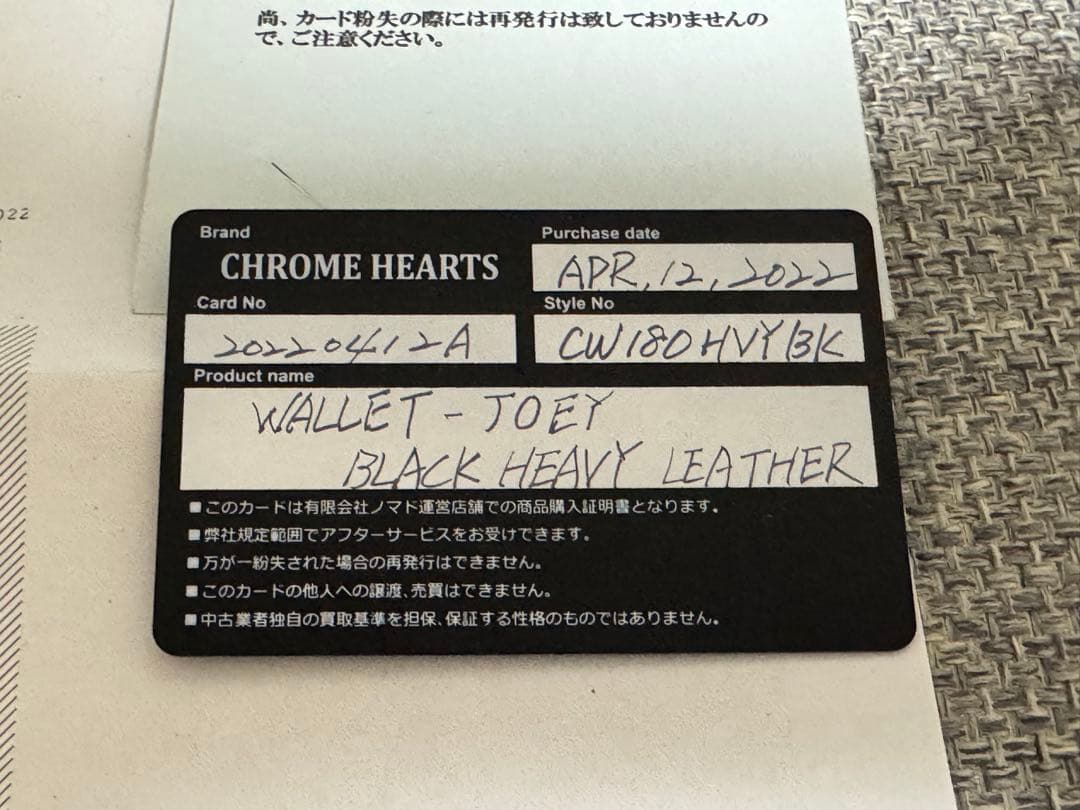 尚、カード紛失の際には再発行は致しておりませんの
で、ご注意ください。
022
Brand
CHROME HEARTS
Purchase date
APR, 12, 2022
Card No
20220412A
Style No
CW180HVYBK
Product name
WALLET - JOEY
BLACK HEAVY LEATHER
■このカードは有限会社ノマド運営店舗での商品購入証明書となります。
■弊社規定範囲でアフターサービスをお受けできます。
■万が一紛失された場合の再発行はできません。
■このカードの他人への譲渡、売買はできません。
■中古業者独自の買取基準を担保、保証する性格のものではありません。